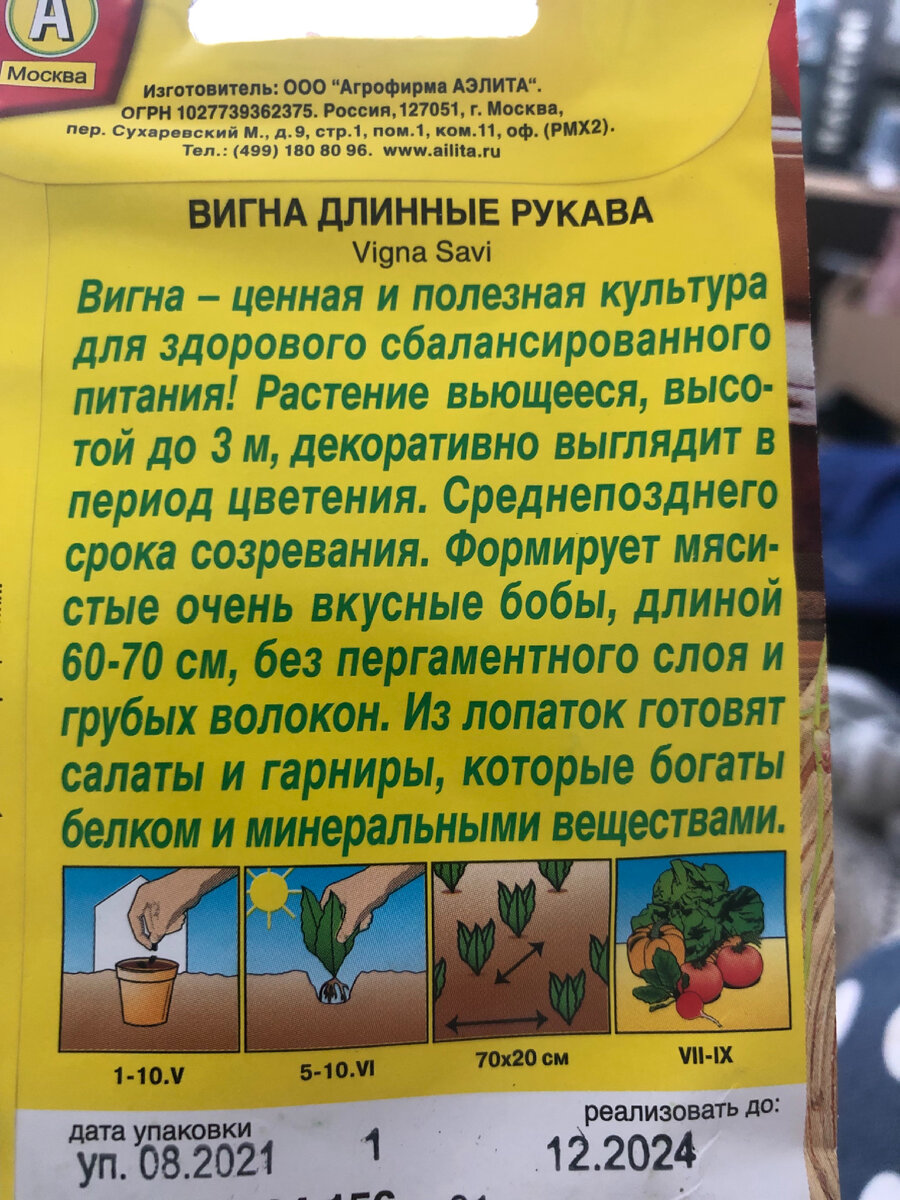 А
Москва
Изготовитель: ООО "Агрофирма АЭЛИТА".
ОГРН 1027739362375. Россия, 127051, г. Москва,
пер. Сухаревский М., д. 9, стр.1, пом.1, ком.11, оф. (РМХ2).
Тел.: (499) 180 80 96. www.ailita.ru
ВИГНА ДЛИННЫЕ РУКАВА
Vigna Savi
Вигна – ценная и полезная культура
для здорового сбалансированного
питания! Растение вьющееся, высо-
той до 3 м, декоративно выглядит в
период цветения. Среднепозднего
срока созревания. Формирует мяси-
стые очень вкусные бобы, длиной
60-70 см, без пергаментного слоя и
грубых волокон. Из лопаток готовят
салаты и гарниры, которые богаты
белком и минеральными веществами.
1-10.V 5-10.VI 70х20 см VII-IX
дата упаковки реализовать до:
уп. 08.2021 1 12.2024